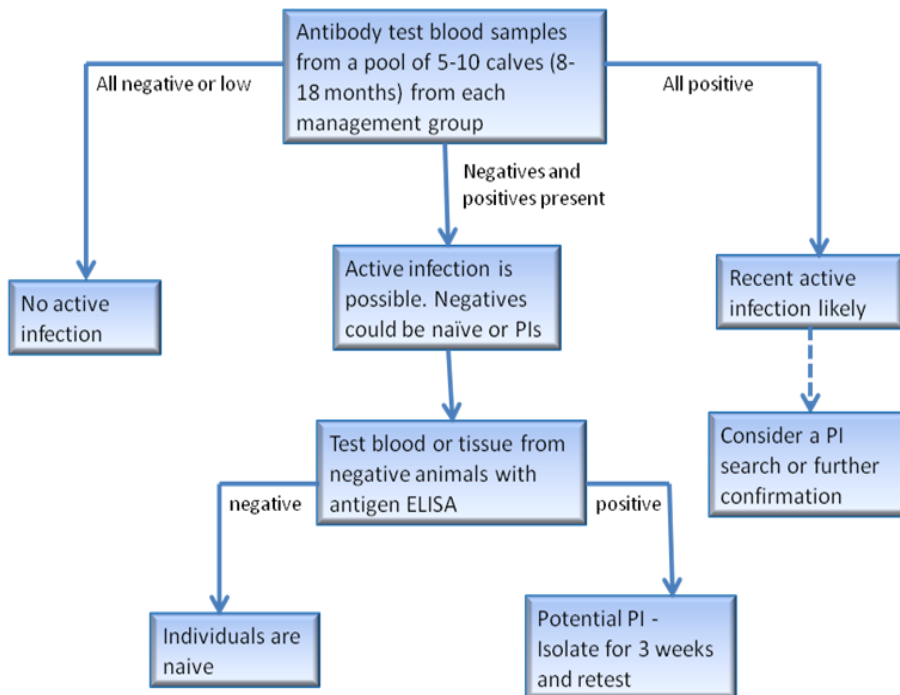 Antibody test blood samples
from a pool of 5-10 calves (8-
18 months) from each
management group
All negative or low
All positive
Negatives and
positives present
No active
infection
Active infection is
possible. Negatives
could be naïve or PIs
Recent active
infection likely
Test blood or tissue from
negative animals with
antigen ELISA
Consider a PI
search or further
confirmation
negative
positive
Individuals are
naive
Potential PI -
Isolate for 3 weeks
and retest